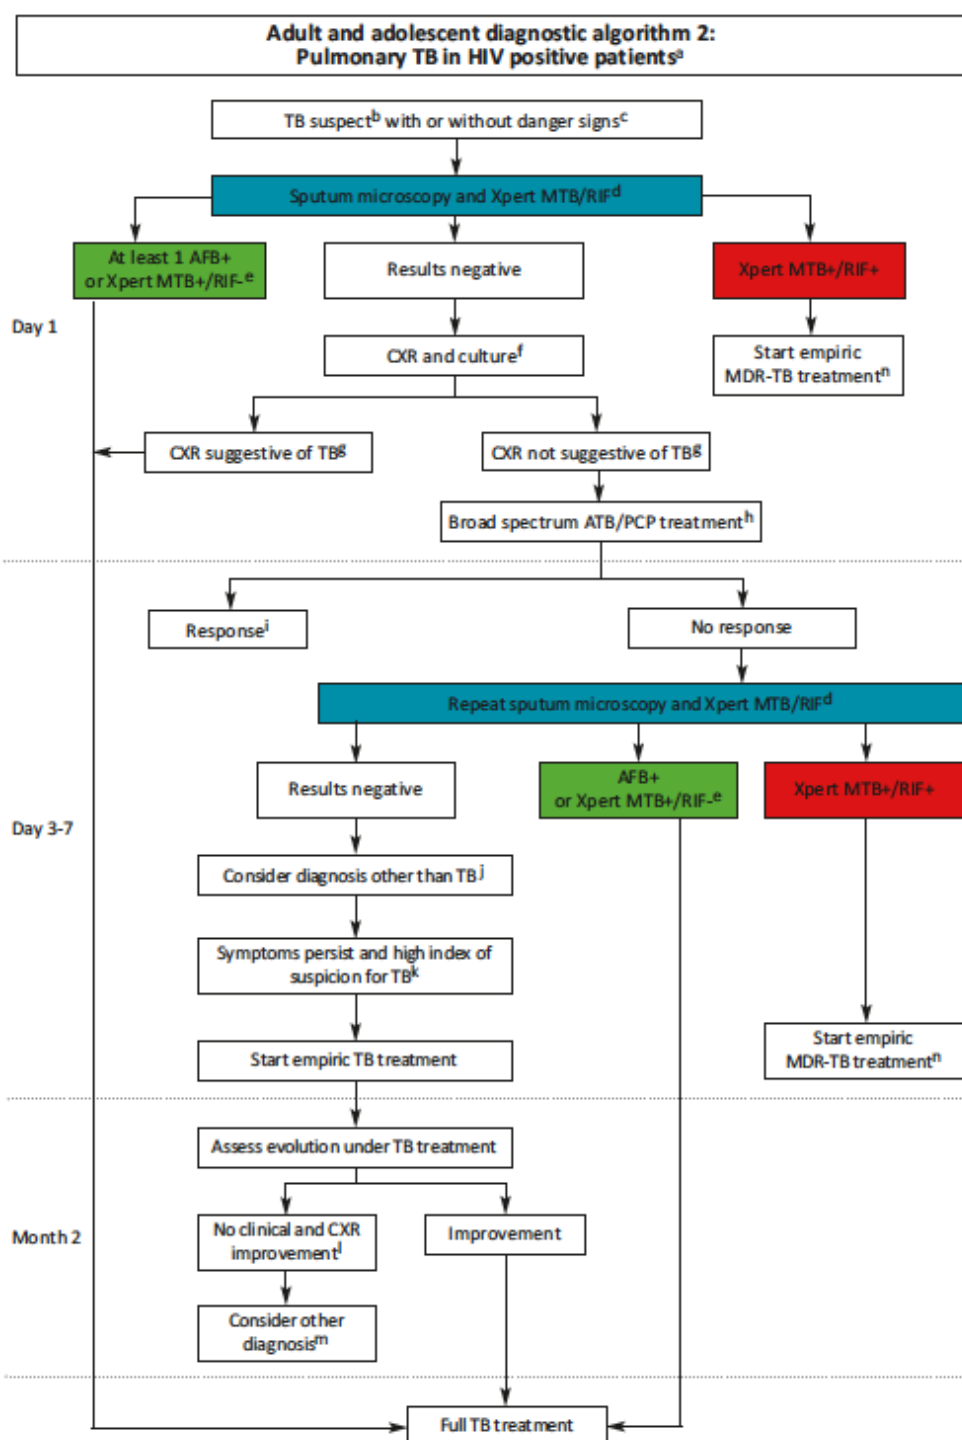 Adult and adolescent diagnostic algorithm 2:
Pulmonary TB in HIV positive patientsᵃ
TB suspectᵇ with or without danger signsᶜ
Sputum microscopy and Xpert MTB/RIFᵈ
At least 1 AFB+
or Xpert MTB+/RIF-ᵉ
Results negative
Xpert MTB+/RIF+
Day 1
CXR and cultureᶠ
Start empiric
MDR-TB treatmentⁿ
CXR suggestive of TBᵍ
CXR not suggestive of TBᵍ
Broad spectrum ATB/PCP treatmentʰ
Responseⁱ
No response
Repeat sputum microscopy and Xpert MTB/RIFᵈ
Results negative
AFB+
or Xpert MTB+/RIF-ᵉ
Xpert MTB+/RIF+
Day 3-7
Consider diagnosis other than TBʲ
Symptoms persist and high index of
suspicion for TBᵏ
Start empiric TB treatment
Start empiric
MDR-TB treatmentⁿ
Assess evolution under TB treatment
Month 2
No clinical and CXR
improvementˡ
Improvement
Consider other
diagnosisᵐ
Full TB treatment